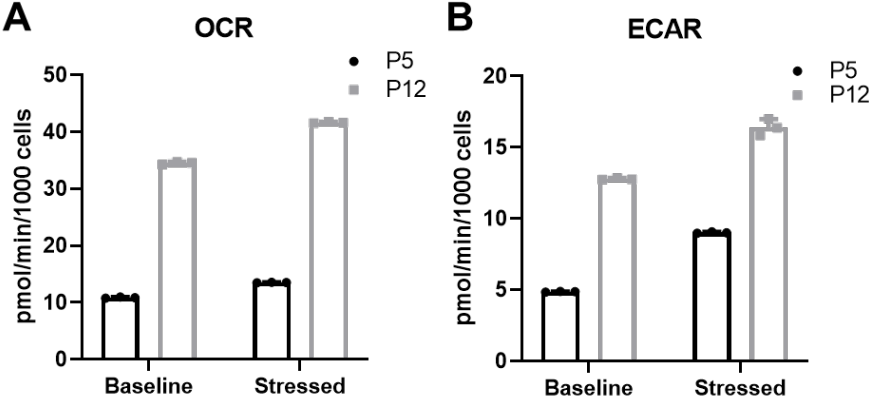 A
OCR
P5
P12
pmol/min/1000 cells
50
40
30
20
10
0
Baseline
Stressed
B
ECAR
P5
P12
pmol/min/1000 cells
20
15
10
5
0
Baseline
Stressed